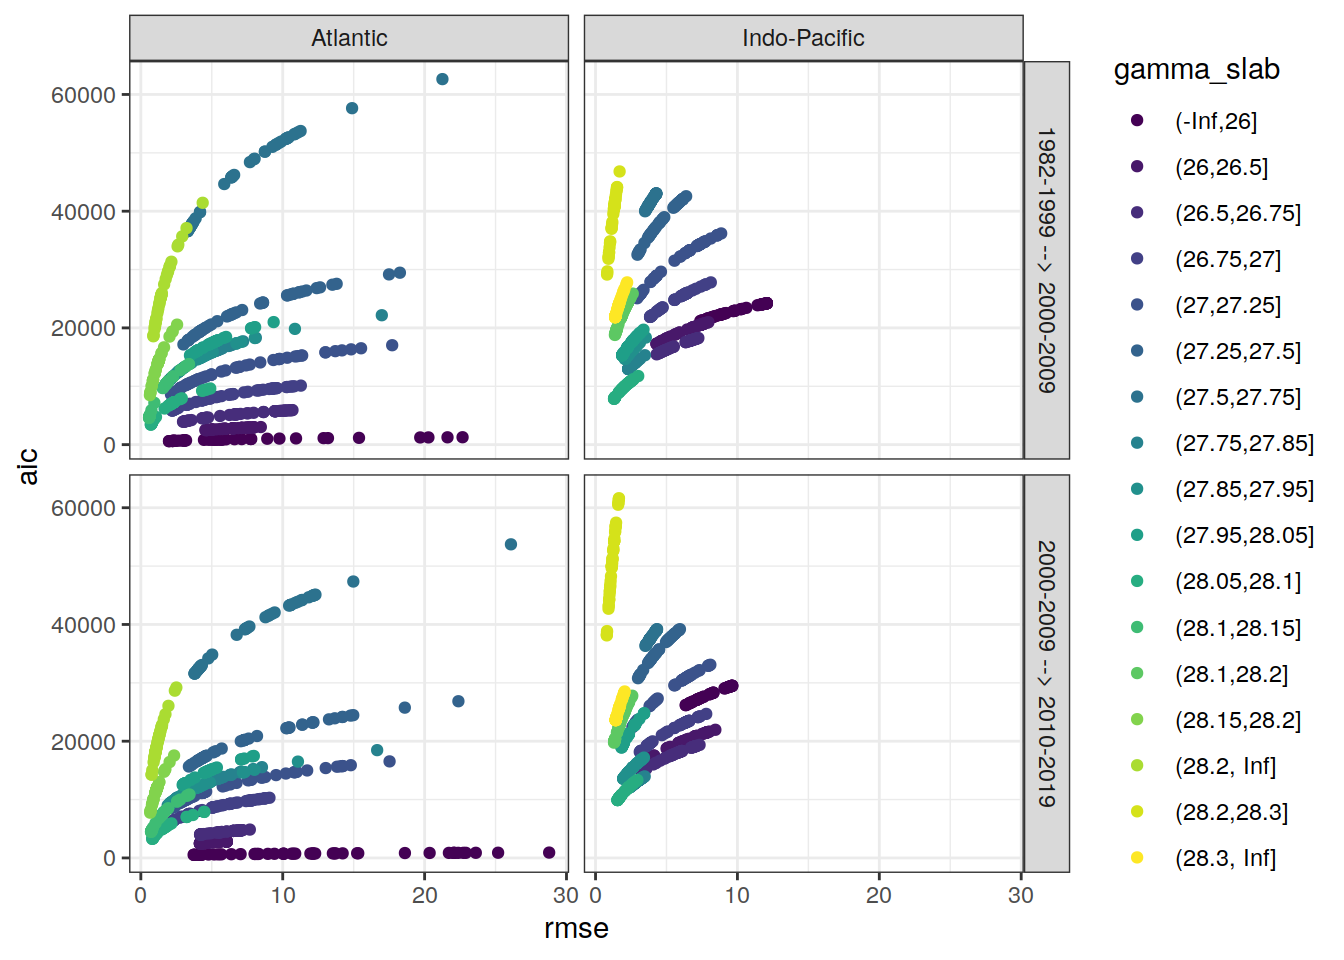 Atlantic
Indo-Pacific
gamma_slab
60000
40000
20000
0
1982-1999 --> 2000-2009
(-Inf,26]
(26,26.5]
(26.5,26.75]
(26.75,27]
(27,27.25]
(27.25,27.5]
(27.5,27.75]
(27.75,27.85]
(27.85,27.95]
(27.95,28.05]
(28.05,28.1]
(28.1,28.15]
(28.1,28.2]
(28.15,28.2]
(28.2, Inf]
(28.2,28.3]
(28.3, Inf]
aic
60000
40000
20000
0
2000-2009 --> 2010-2019
0 10 20 30
0 10 20 30
rmse